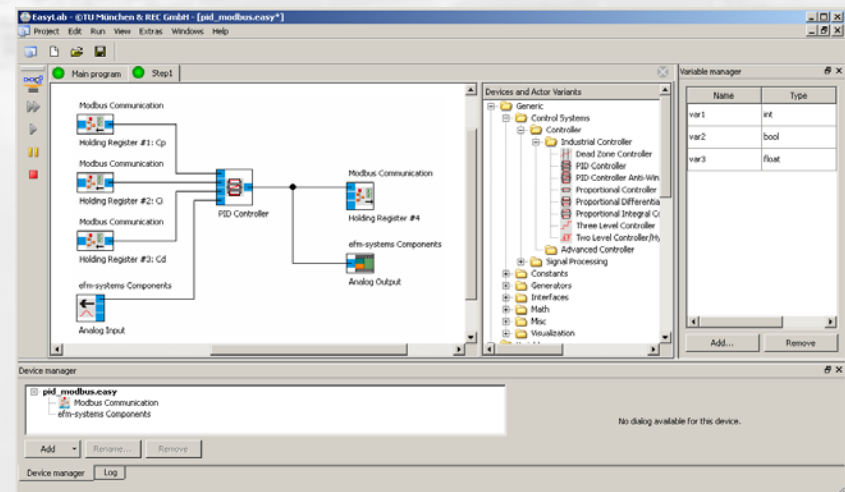 EasyLab - ©TU München & REC GmbH - [pid_modbus.easy*]
Project Edit Run View Extras Windows Help
Main program Step1
Modbus Communication
Holding Register #1: Cp
Modbus Communication
Holding Register #2: Ci
Modbus Communication
Holding Register #3: Cd
efm-systems Components
Analog Input
PID Controller
Modbus Communication
Holding Register #4
efm-systems Components
Analog Output
Devices and Actor Variants
Generic
Control Systems
Controller
Industrial Controller
Dead Zone Controller
PID Controller
PID Controller Anti-Win
Proportional Controller
Proportional Differentia
Proportional Integral Co
Three Level Controller
Two Level Controller/Hy
Advanced Controller
Signal Processing
Constants
Generators
Interfaces
Math
Misc
Visualization
Variable manager
Name Type
var1 int
var2 bool
var3 float
Add... Remove
Device manager
pid_modbus.easy
Modbus Communication
efm-systems Components
No dialog available for this device.
Add Rename... Remove
Device manager Log